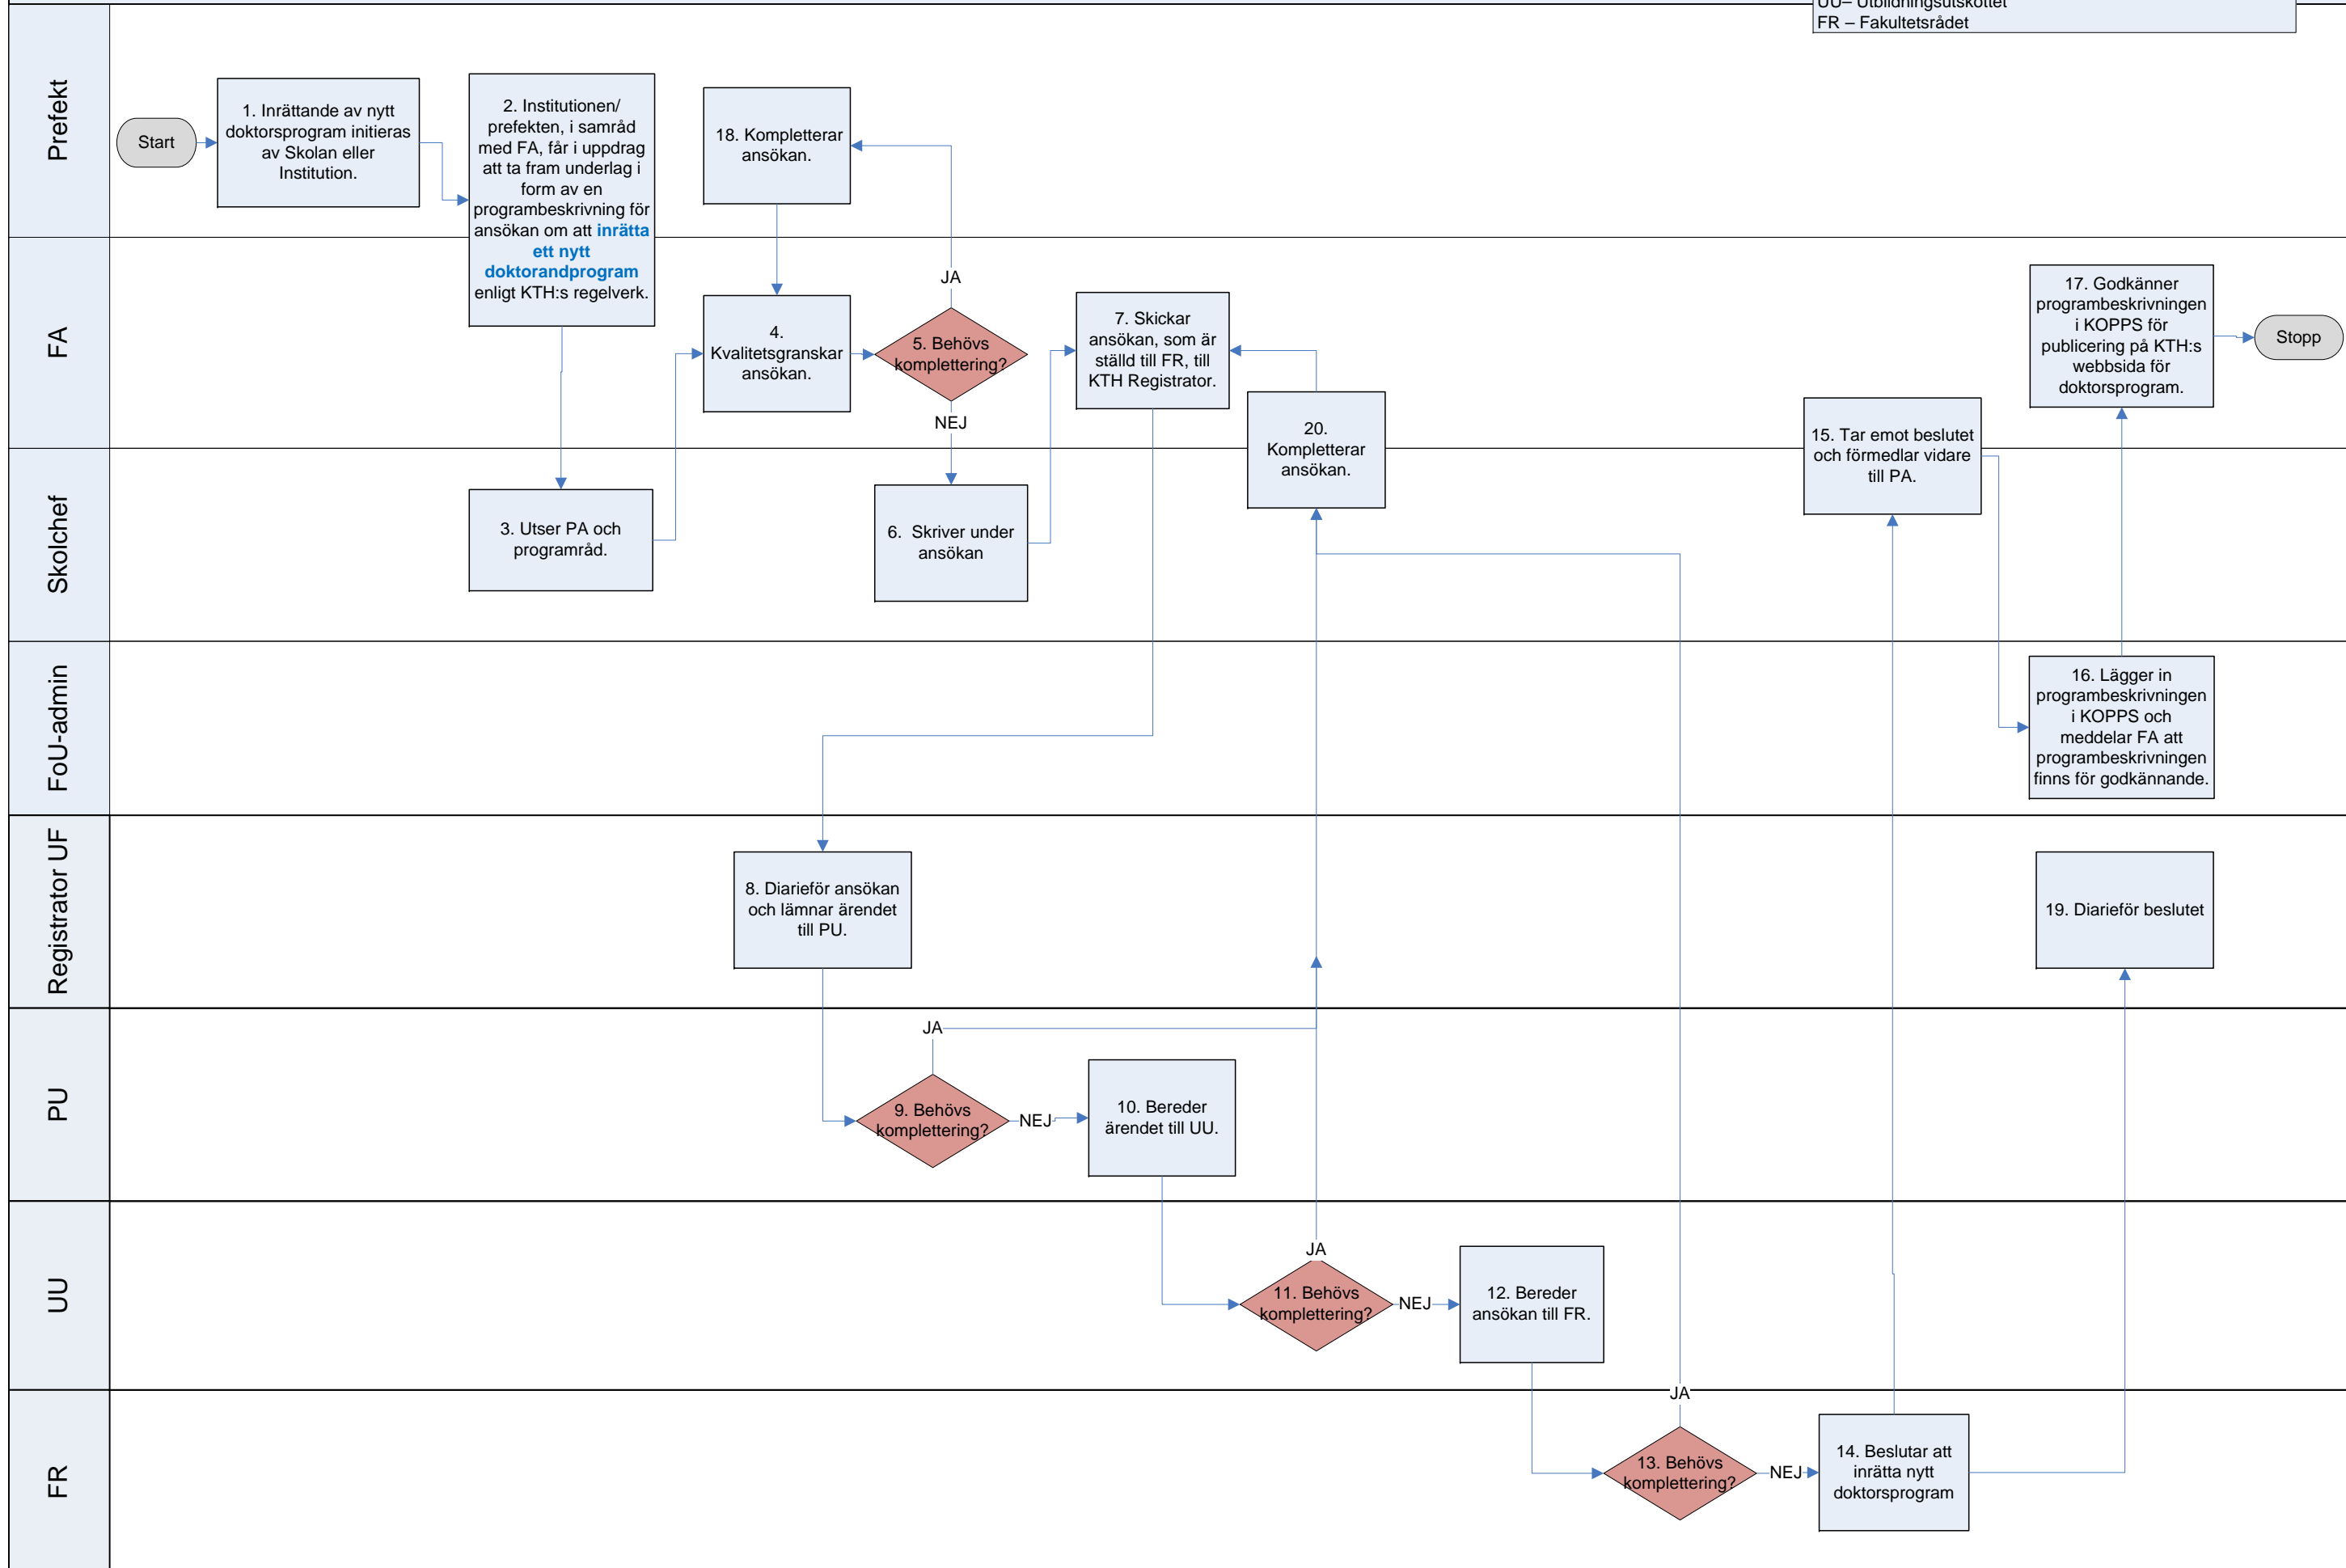 UU– Utbildningsutskottet
FR – Fakultetsrådet
Prefekt
Start
1. Inrättande av nytt
doktorsprogram initieras
av Skolan eller
Institution.
2. Institutionen/
prefekten, i samråd
med FA, får i uppdrag
att ta fram underlag i
form av en
programbeskrivning för
ansökan om att inrätta
ett nytt
doktorandprogram
enligt KTH:s regelverk.
18. Kompletterar
ansökan.
FA
4.
Kvalitetsgranskar
ansökan.
JA
5. Behövs
komplettering?
NEJ
7. Skickar
ansökan, som är
ställd till FR, till
KTH Registrator.
20.
Kompletterar
ansökan.
15. Tar emot beslutet
och förmedlar vidare
till PA.
17. Godkänner
programbeskrivningen
i KOPPS för
publicering på KTH:s
webbsida för
doktorsprogram.
Stopp
Skolchef
3. Utser PA och
programråd.
6. Skriver under
ansökan
FoU-admin
16. Lägger in
programbeskrivningen
i KOPPS och
meddelar FA att
programbeskrivningen
finns för godkännande.
Registrator UF
8. Diarieför ansökan
och lämnar ärendet
till PU.
19. Diarieför beslutet
PU
JA
9. Behövs
komplettering?
NEJ
10. Bereder
ärendet till UU.
UU
JA
11. Behövs
komplettering?
NEJ
12. Bereder
ansökan till FR.
FR
JA
13. Behövs
komplettering?
NEJ
14. Beslutar att
inrätta nytt
doktorsprogram